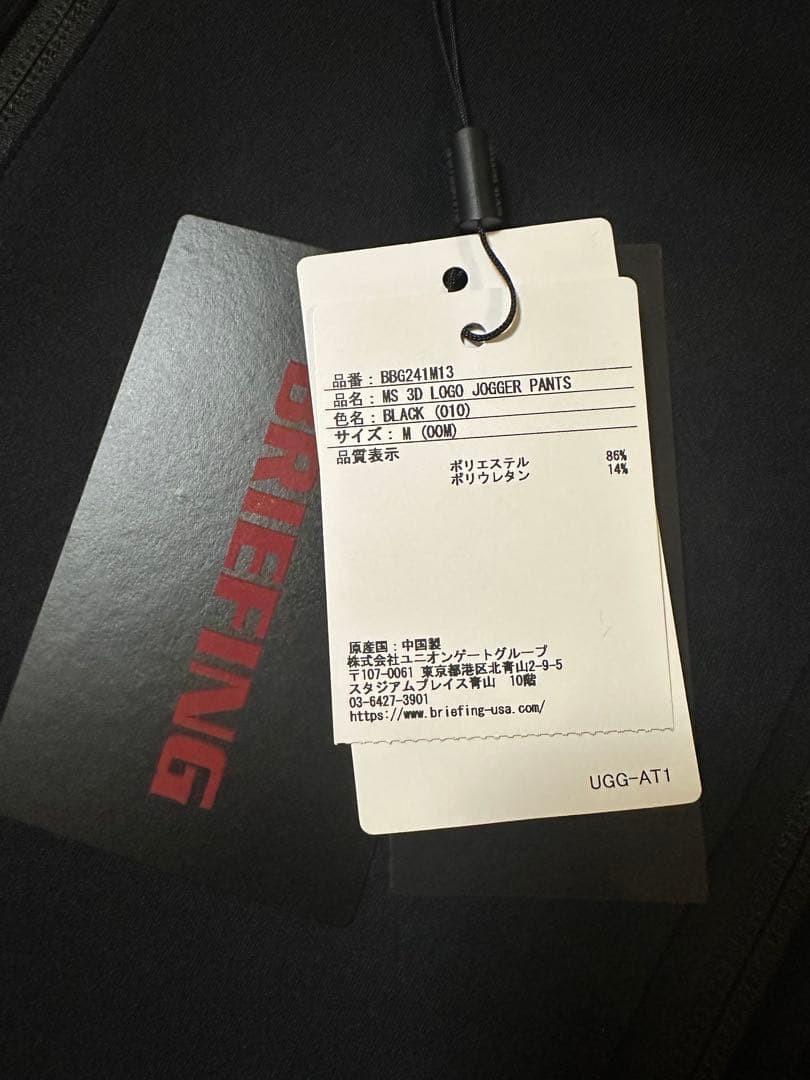 BRIEFING
品番：BBG241M13
品名：MS 3D LOGO JOGGER PANTS
色名：BLACK (010)
サイズ：M (00M)
品質表示
ポリエステル 86%
ポリウレタン 14%
原産国：中国製
株式会社ユニオンゲートグループ
〒107-0061 東京都港区北青山2-9-5
スタジアムプレイス青山 10階
03-6427-3901
https://www.briefing-usa.com/
UGG-AT1